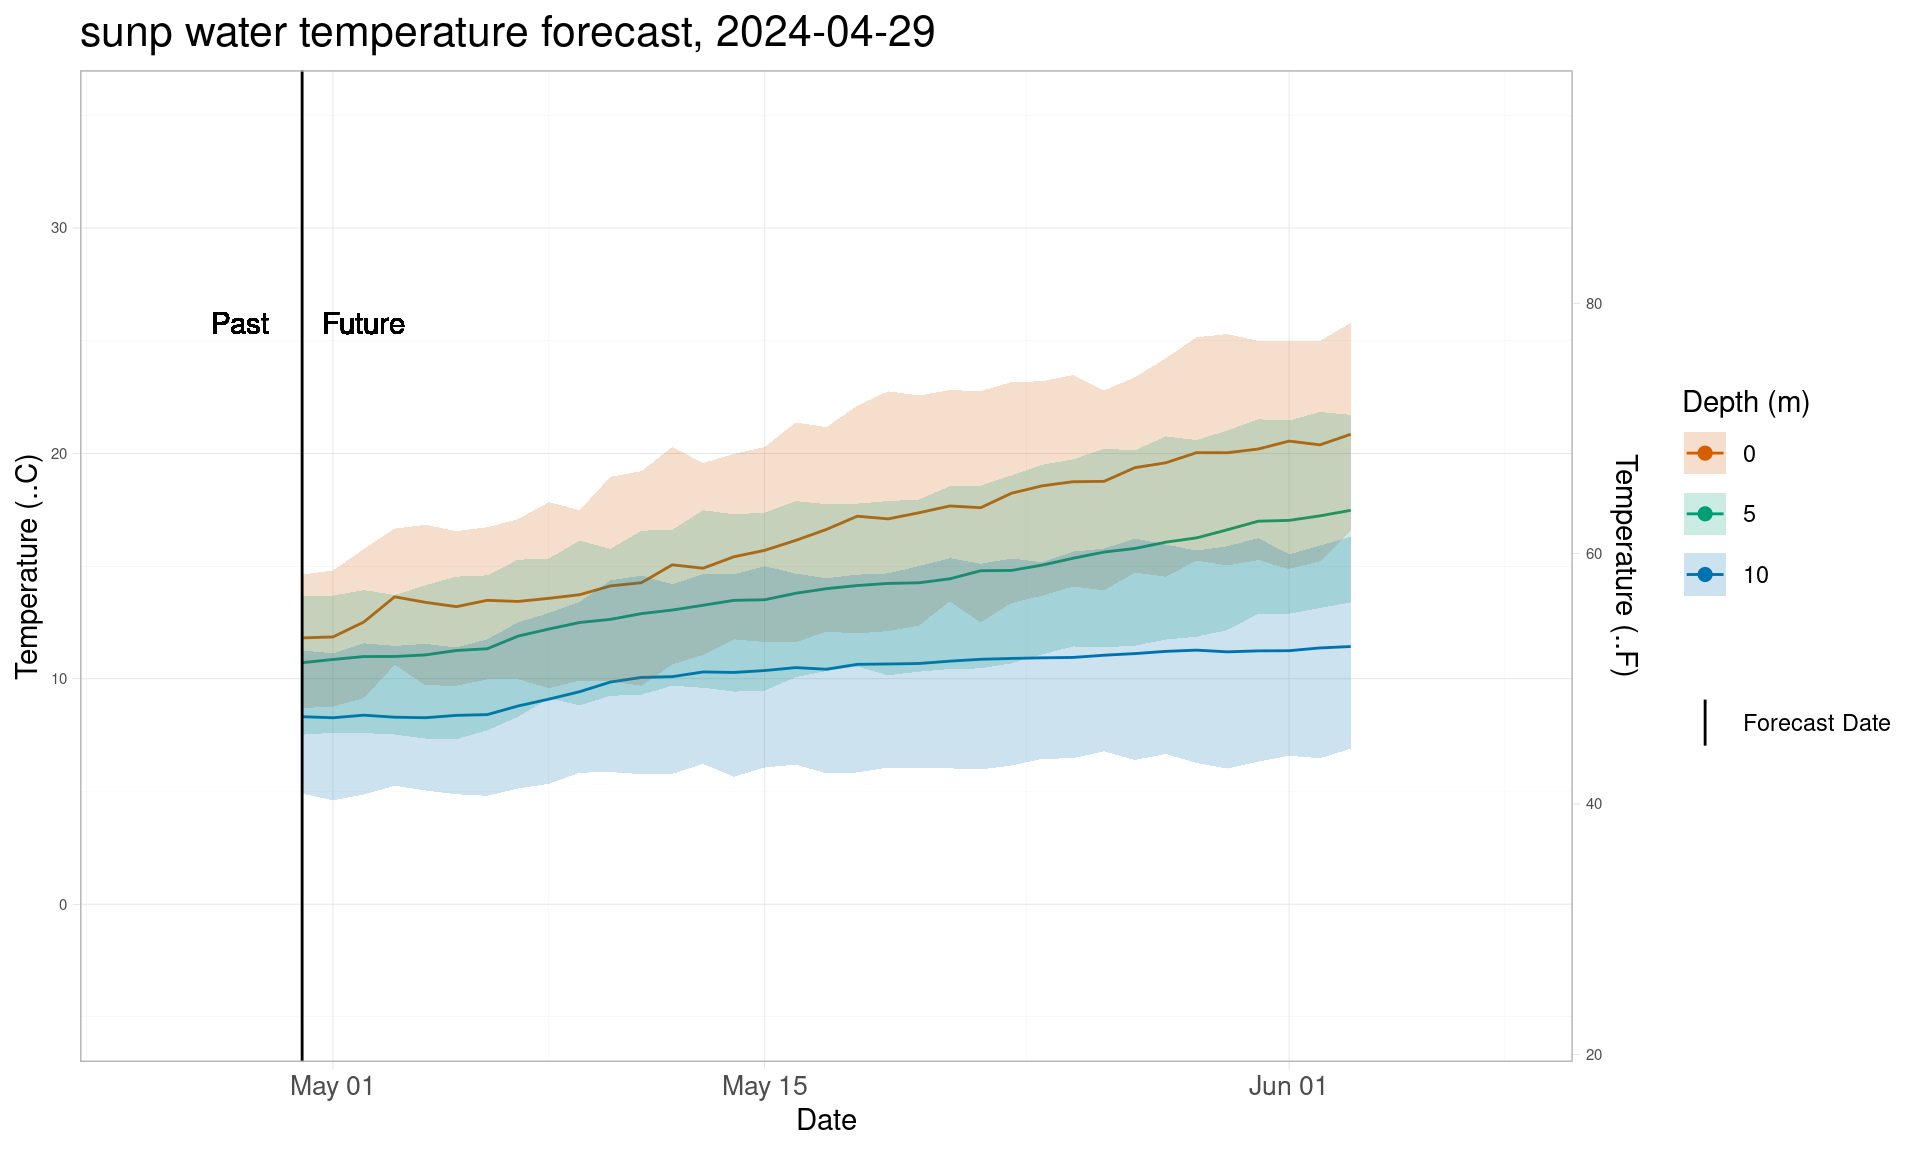 sunp water temperature forecast, 2024-04-29
Temperature (..C)
30
20
10
0
Past
Future
May 01
May 15
Jun 01
Date
80
60
40
20
Temperature (..F)
Depth (m)
0
5
10
Forecast Date